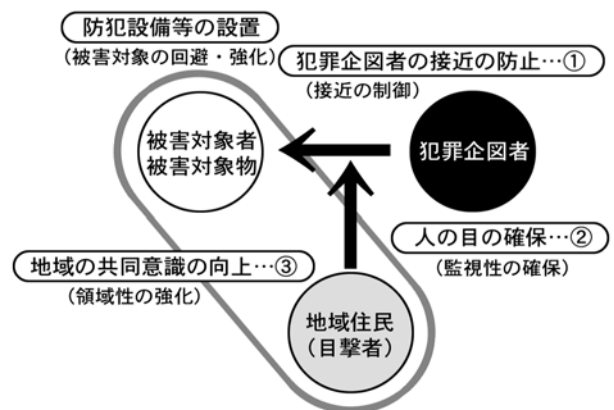 防犯設備等の設置
(被害対象の回避・強化)
犯罪企図者の接近の防止…①
(接近の制御)
被害対象者
被害対象物
犯罪企図者
人の目の確保…②
(監視性の確保)
地域の共同意識の向上…③
(領域性の強化)
地域住民
(目撃者)